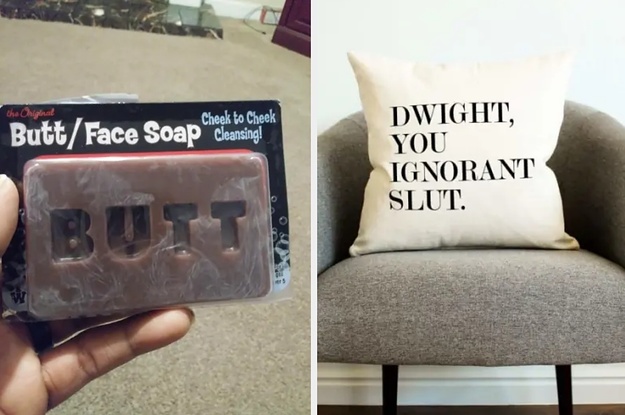 the Original
Butt/Face Soap
Cheek to Cheek
Cleansing!
BUTT
DWIGHT,
YOU
IGNORANT
SLUT.